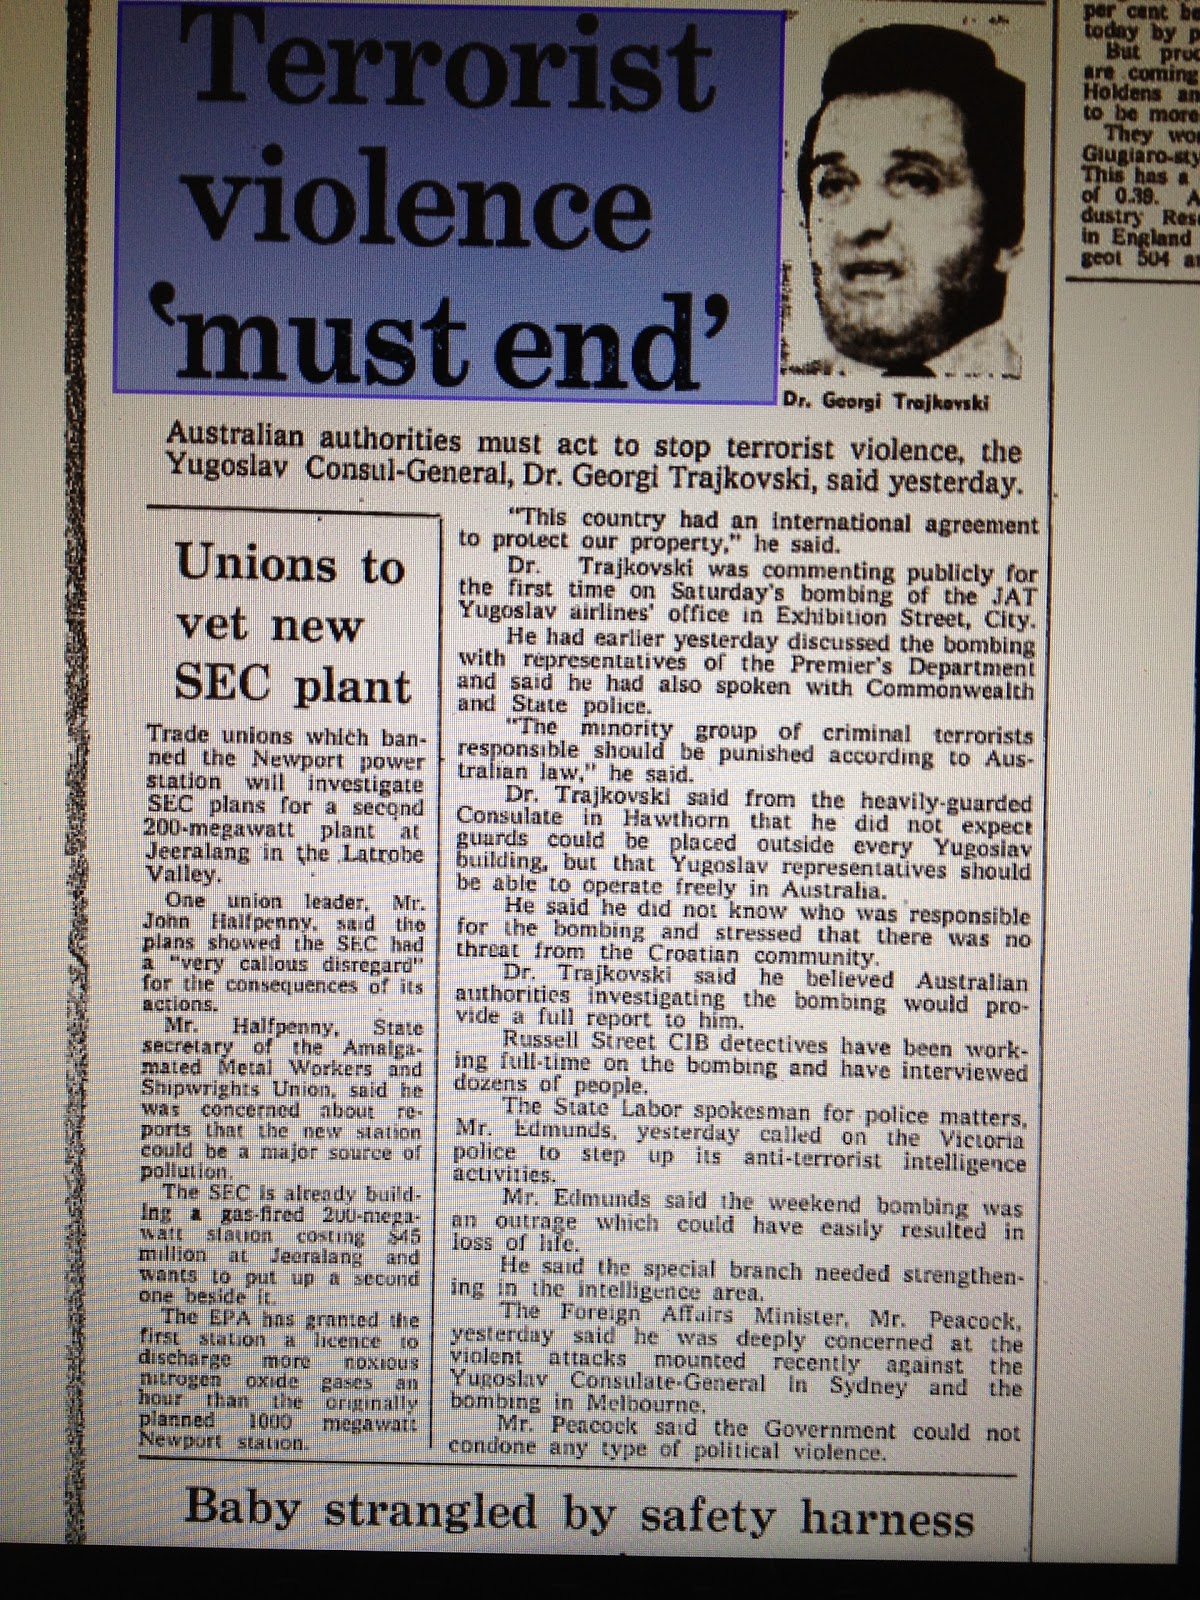 Terrorist
violence
‘must end’
Dr. Georgi Trajkovski
Australian authorities must act to stop terrorist violence, the
Yugoslav Consul-General, Dr. Georgi Trajkovski, said yesterday.
"This country had an international agreement
to protect our property," he said.
Dr. Trajkovski was commenting publicly for
the first time on Saturday's bombing of the JAT
Yugoslav airlines' office in Exhibition Street, City.
He had earlier yesterday discussed the bombing
with representatives of the Premier's Department
and said he had also spoken with Commonwealth
and State police.
"The minority group of criminal terrorists
responsible should be punished according to Aus-
tralian law," he said.
Dr. Trajkovski said from the heavily-guarded
Consulate in Hawthorn that he did not expect
guards could be placed outside every Yugoslav
building, but that Yugoslav representatives should
be able to operate freely in Australia.
He said he did not know who was responsible
for the bombing and stressed that there was no
threat from the Croatian community.
Dr. Trajkovski said he believed Australian
authorities investigating the bombing would pro-
vide a full report to him.
Russell Street CIB detectives have been work-
ing full-time on the bombing and have interviewed
dozens of people.
The State Labor spokesman for police matters,
Mr. Edmunds, yesterday called on the Victoria
police to step up its anti-terrorist intelligence
activities.
Mr. Edmunds said the weekend bombing was
an outrage which could have easily resulted in
loss of life.
He said the special branch needed strengthen-
ing in the intelligence area.
The Foreign Affairs Minister, Mr. Peacock,
yesterday said he was deeply concerned at the
violent attacks mounted recently against the
Yugoslav Consulate-General in Sydney and the
bombing in Melbourne.
Mr. Peacock said the Government could not
condone any type of political violence.
Unions to
vet new
SEC plant
Trade unions which ban-
ned the Newport power
station will investigate
SEC plans for a second
200-megawatt plant at
Jeeralang in the Latrobe
Valley.
One union leader, Mr.
John Halfpenny, said the
plans showed the SEC had
a "very callous disregard"
for the consequences of its
actions.
Mr. Halfpenny, State
secretary of the Amalga-
mated Metal Workers and
Shipwrights Union, said he
was concerned about re-
ports that the new station
could be a major source of
pollution.
The SEC is already build-
ing a gas-fired 200-mega-
watt station costing $45
million at Jeeralang and
wants to put up a second
one beside it.
The EPA has granted the
first station a licence to
discharge more noxious
nitrogen oxide gases an
hour than the originally
planned 1000 megawatt
Newport station.
Baby strangled by safety harness
per cent be
today by p
But proc
are coming
Holdens an
to be more
They wou
Giugiaro-sty
This has a
of 0.39. A
dustry Res
in England
geot 504 an